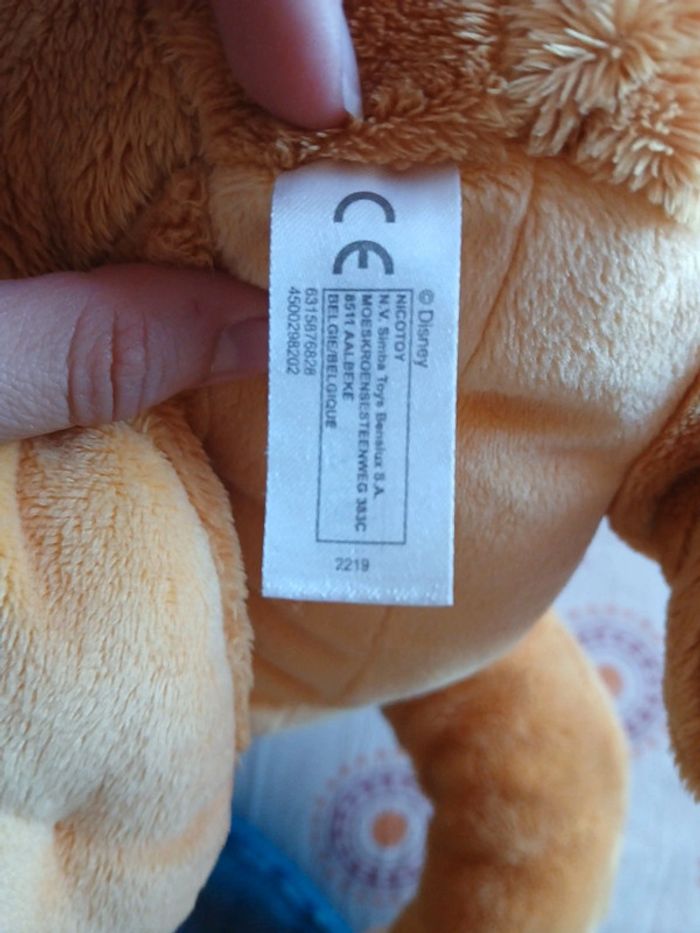 CE
© Disney
NICOTOY
N.V. Simba Toys Benelux S.A.
MOESKROENSESTEENWEG 383C
8511 AALBEKE
BELGIE/BELGIQUE
6315876828
4500298202
2219